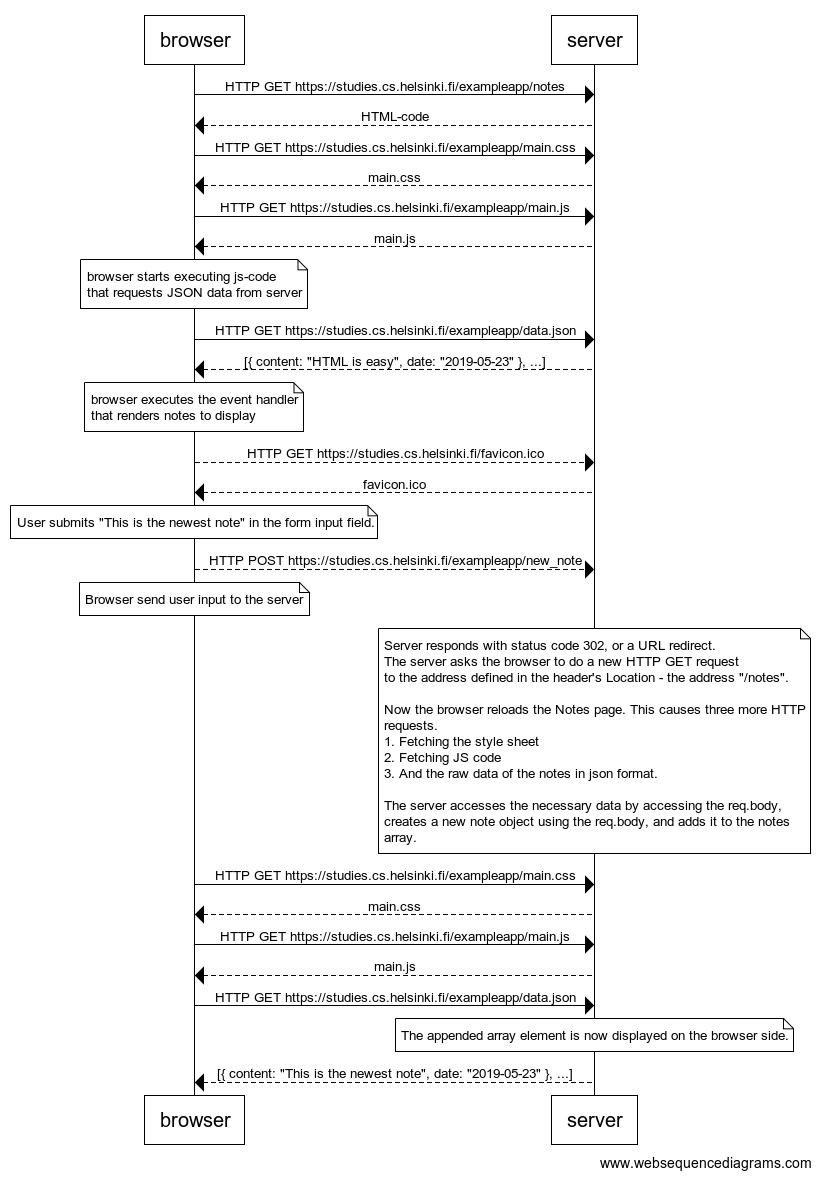 browser
server
HTTP GET https://studies.cs.helsinki.fi/exampleapp/notes
HTML-code
HTTP GET https://studies.cs.helsinki.fi/exampleapp/main.css
main.css
HTTP GET https://studies.cs.helsinki.fi/exampleapp/main.js
main.js
browser starts executing js-code
that requests JSON data from server
HTTP GET https://studies.cs.helsinki.fi/exampleapp/data.json
[{ content: "HTML is easy", date: "2019-05-23" }, ...]
browser executes the event handler
that renders notes to display
HTTP GET https://studies.cs.helsinki.fi/favicon.ico
favicon.ico
User submits "This is the newest note" in the form input field.
HTTP POST https://studies.cs.helsinki.fi/exampleapp/new_note
Browser send user input to the server
Server responds with status code 302, or a URL redirect.
The server asks the browser to do a new HTTP GET request
to the address defined in the header's Location - the address "/notes".
Now the browser reloads the Notes page. This causes three more HTTP
requests.
1. Fetching the style sheet
2. Fetching JS code
3. And the raw data of the notes in json format.
The server accesses the necessary data by accessing the req.body,
creates a new note object using the req.body, and adds it to the notes
array.
HTTP GET https://studies.cs.helsinki.fi/exampleapp/main.css
main.css
HTTP GET https://studies.cs.helsinki.fi/exampleapp/main.js
main.js
HTTP GET https://studies.cs.helsinki.fi/exampleapp/data.json
The appended array element is now displayed on the browser side.
[{ content: "This is the newest note", date: "2019-05-23" }, ...]
browser
server
www.websequencediagrams.com